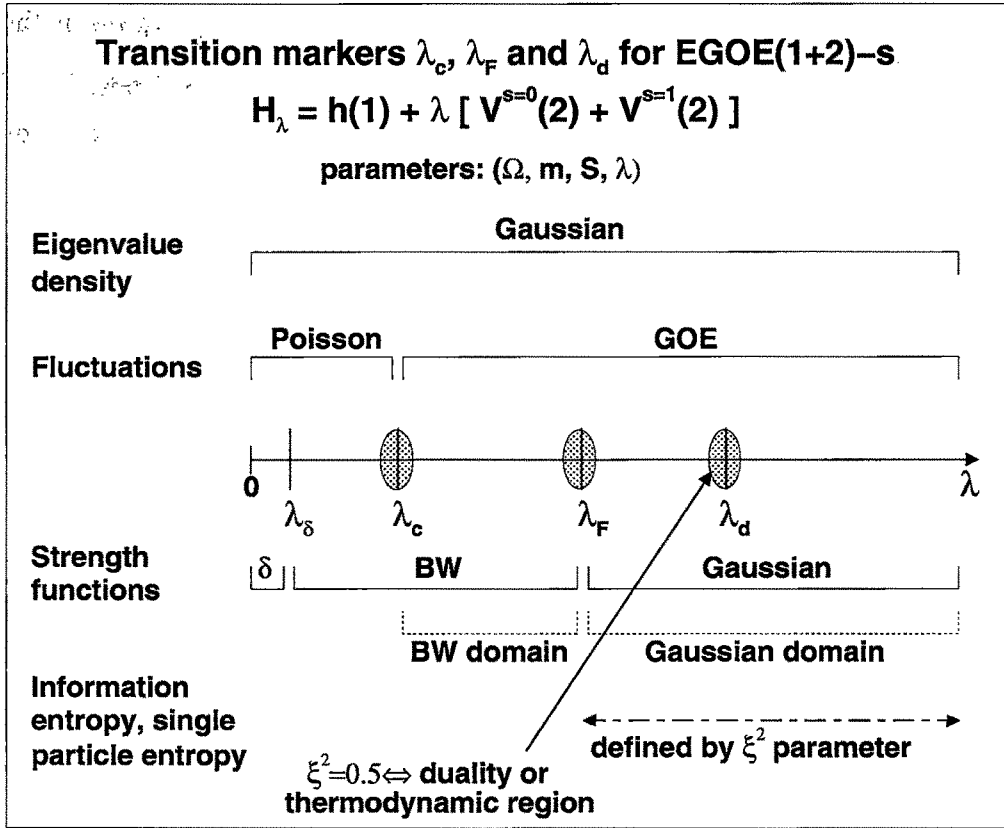 Transition markers λc, λF and λd for EGOE(1+2)−s
Hλ = h(1) + λ [ V^s=0(2) + V^s=1(2) ]
parameters: (Ω, m, S, λ)
Eigenvalue
density
Gaussian
Fluctuations
Poisson
GOE
0
λδ
λc
λF
λd
λ
Strength
functions
δ
BW
Gaussian
BW domain
Gaussian domain
Information
entropy, single
particle entropy
defined by ξ² parameter
ξ²=0.5⇔ duality or
thermodynamic region